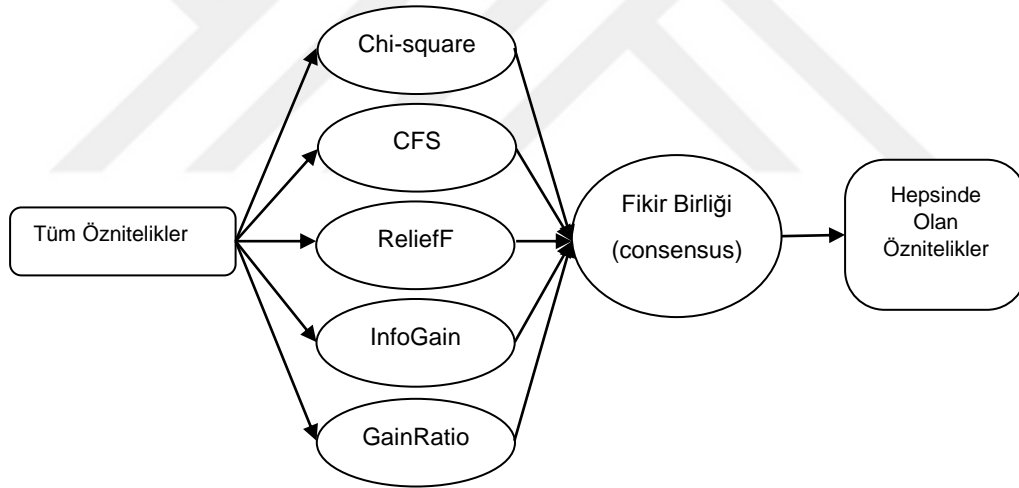 Tüm Öznitelikler
Chi-square
CFS
ReliefF
InfoGain
GainRatio
Fikir Birliği
(consensus)
Hepsinde
Olan
Öznitelikler